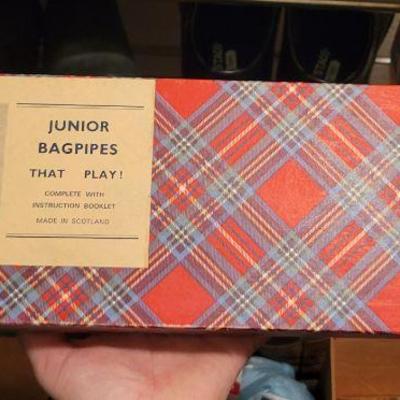 JUNIOR
BAGPIPES
THAT PLAY!
COMPLETE WITH
INSTRUCTION BOOKLET
MADE IN SCOTLAND